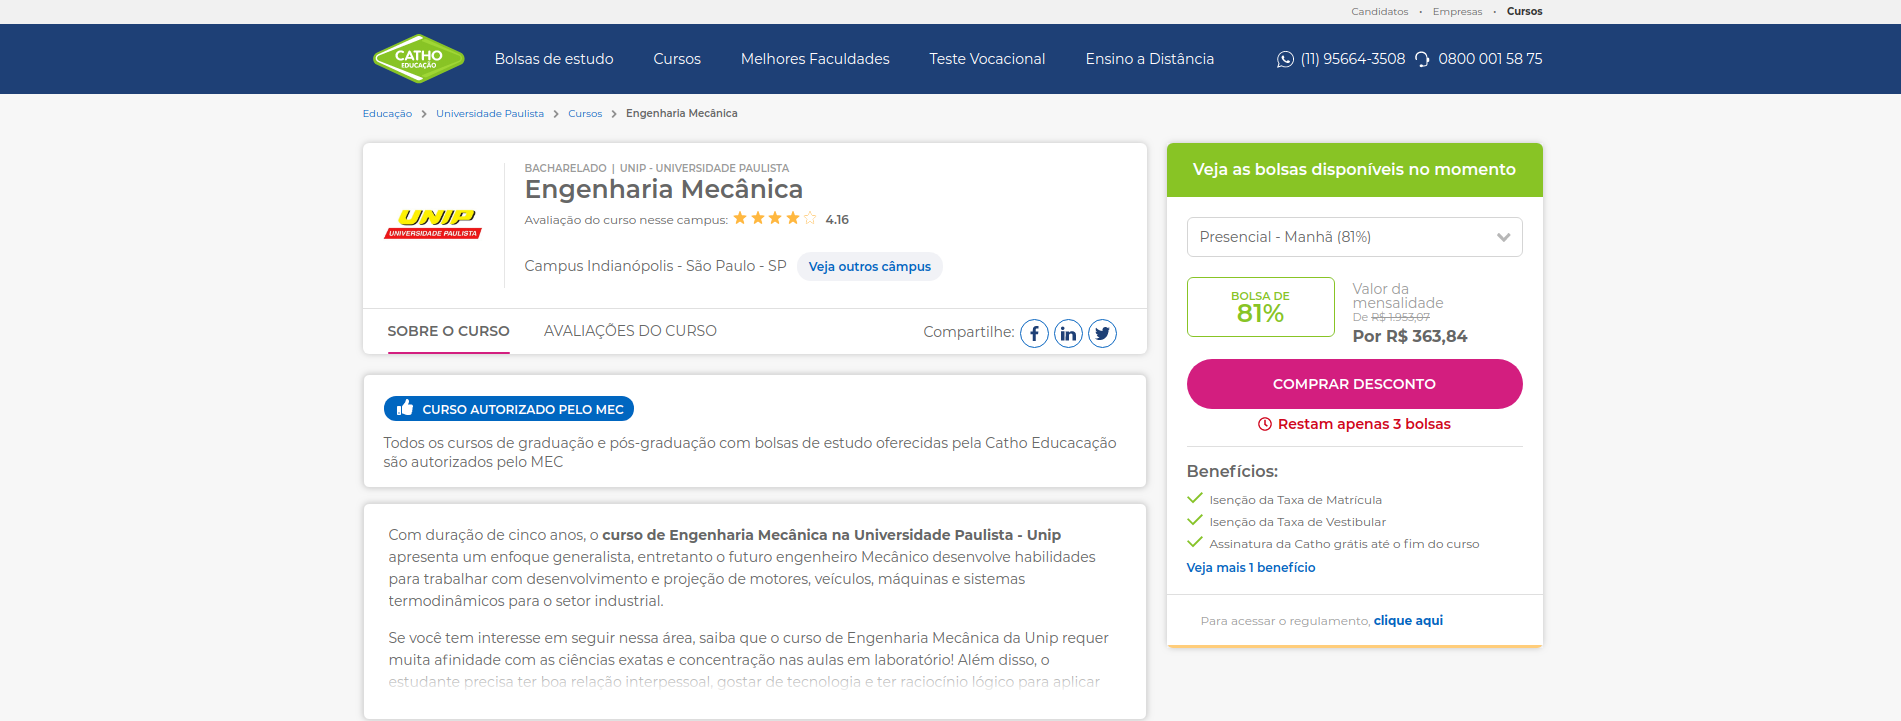 Candidatos • Empresas • Cursos
CATHO
EDUCAÇÃO
Bolsas de estudo Cursos Melhores Faculdades Teste Vocacional Ensino a Distância (11) 95664-3508 0800 001 58 75
Educação Universidade Paulista Cursos Engenharia Mecânica
UNIP
UNIVERSIDADE PAULISTA
BACHARELADO | UNIP - UNIVERSIDADE PAULISTA
Engenharia Mecânica
Avaliação do curso nesse campus: 4.16
Campus Indianópolis - São Paulo - SP Veja outros câmpus
SOBRE O CURSO AVALIAÇÕES DO CURSO Compartilhe:
CURSO AUTORIZADO PELO MEC
Todos os cursos de graduação e pós-graduação com bolsas de estudo oferecidas pela Catho Educacação
são autorizados pelo MEC
Com duração de cinco anos, o curso de Engenharia Mecânica na Universidade Paulista - Unip
apresenta um enfoque generalista, entretanto o futuro engenheiro Mecânico desenvolve habilidades
para trabalhar com desenvolvimento e projeção de motores, veículos, máquinas e sistemas
termodinâmicos para o setor industrial.
Se você tem interesse em seguir nessa área, saiba que o curso de Engenharia Mecânica da Unip requer
muita afinidade com as ciências exatas e concentração nas aulas em laboratório! Além disso, o
estudante precisa ter boa relação interpessoal, gostar de tecnologia e ter raciocínio lógico para aplicar
Veja as bolsas disponíveis no momento
Presencial - Manhã (81%)
BOLSA DE
81%
Valor da
mensalidade
De R$ 1.953,07
Por R$ 363,84
COMPRAR DESCONTO
Restam apenas 3 bolsas
Benefícios:
Isenção da Taxa de Matrícula
Isenção da Taxa de Vestibular
Assinatura da Catho grátis até o fim do curso
Veja mais 1 benefício
Para acessar o regulamento, clique aqui